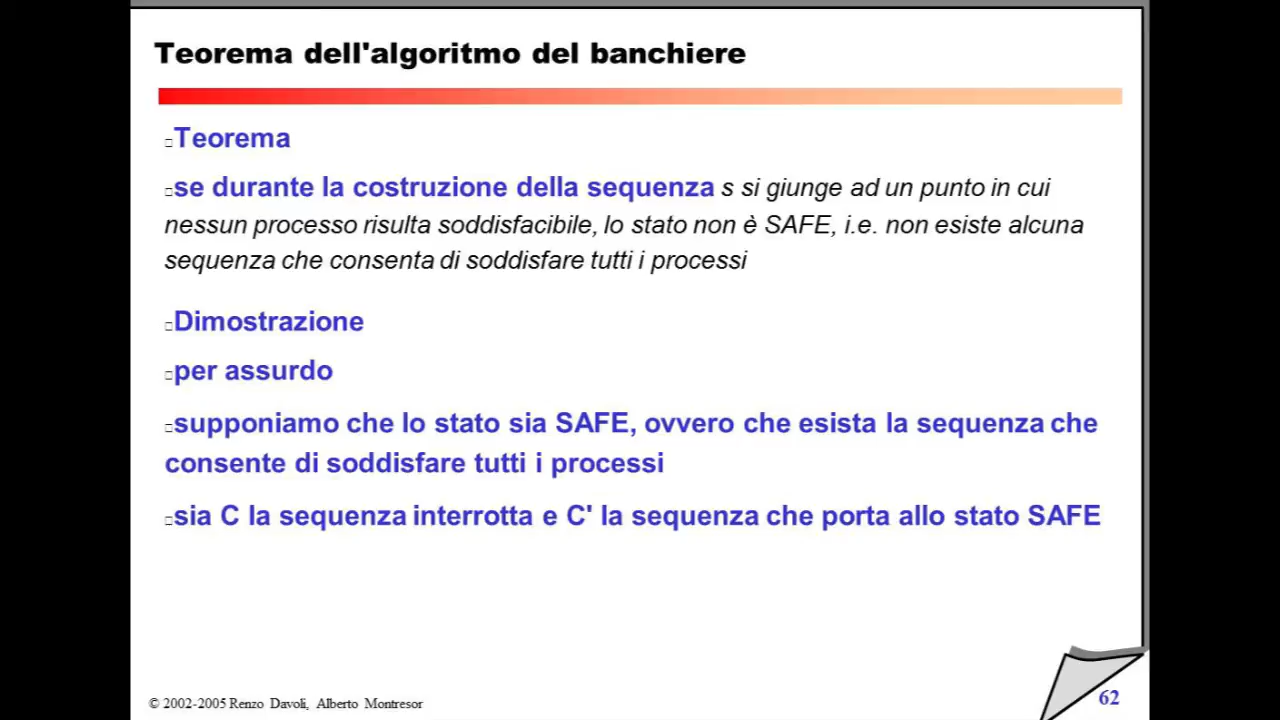 Teorema dell'algoritmo del banchiere
Teorema
se durante la costruzione della sequenza s si giunge ad un punto in cui
nessun processo risulta soddisfacibile, lo stato non è SAFE, i.e. non esiste alcuna
sequenza che consenta di soddisfare tutti i processi
Dimostrazione
per assurdo
supponiamo che lo stato sia SAFE, ovvero che esista la sequenza che
consente di soddisfare tutti i processi
sia C la sequenza interrotta e C' la sequenza che porta allo stato SAFE
© 2002-2005 Renzo Davoli, Alberto Montresor
62